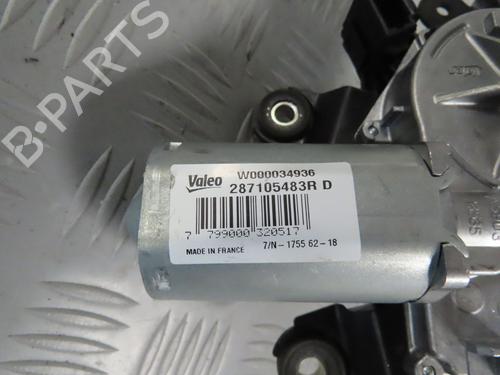 B-PARTS
Valeo
W000034936
287105483R D
7 799000 320517
MADE IN FRANCE 7/N - 1755 62-18